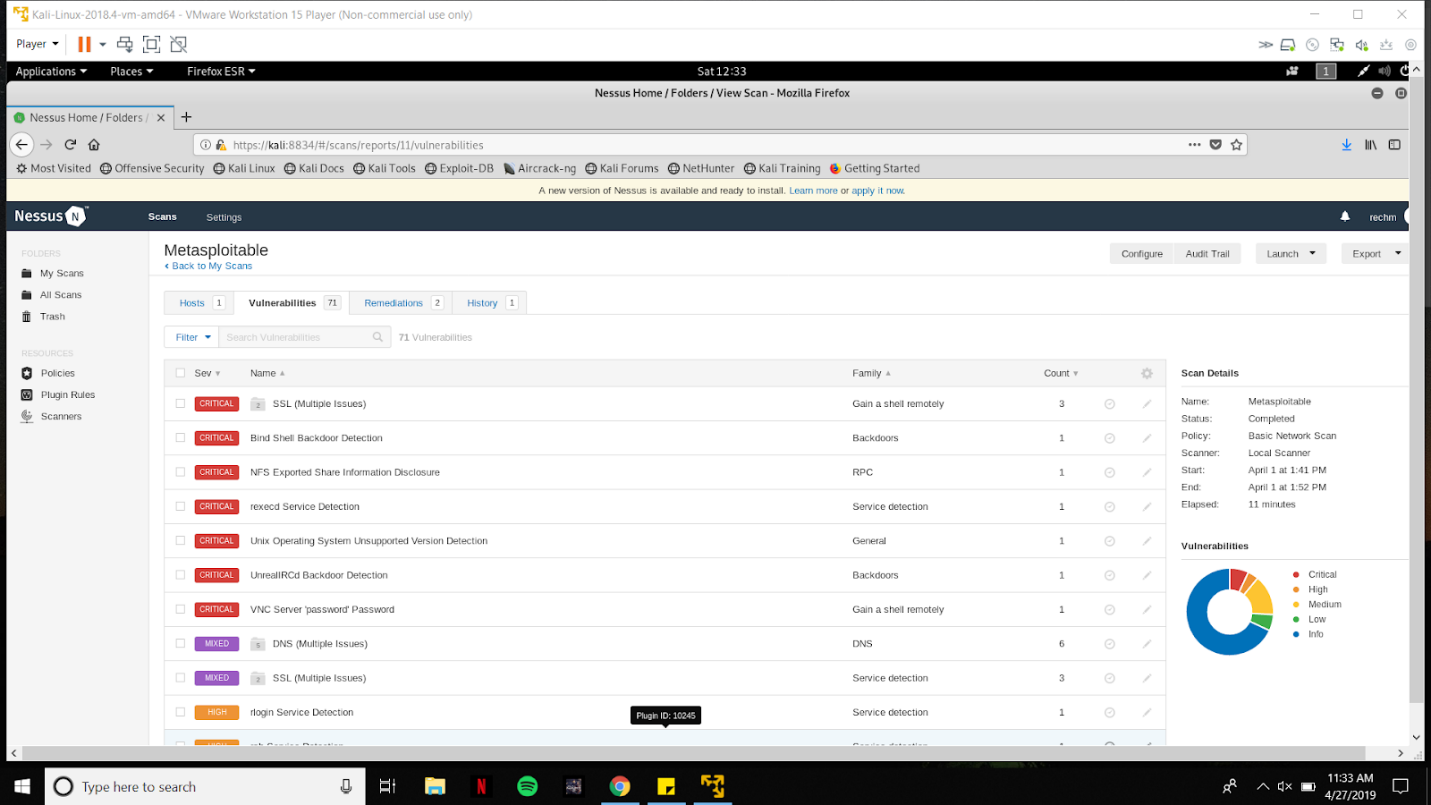 Kali-Linux-2018.4-vm-amd64 - VMware Workstation 15 Player (Non-commercial use only)
Player
Applications Places Firefox ESR Sat 12:33 1
Nessus Home / Folders / View Scan - Mozilla Firefox
Nessus Home / Folders /
https://kali:8834/#/scans/reports/11/vulnerabilities
Most Visited Offensive Security Kali Linux Kali Docs Kali Tools Exploit-DB Aircrack-ng Kali Forums NetHunter Kali Training Getting Started
A new version of Nessus is available and ready to install. Learn more or apply it now.
Nessus N Scans Settings rechm
FOLDERS
My Scans
All Scans
Trash
RESOURCES
Policies
Plugin Rules
Scanners
Metasploitable
Back to My Scans
Configure Audit Trail Launch Export
Hosts 1 Vulnerabilities 71 Remediations 2 History 1
Filter Search Vulnerabilities 71 Vulnerabilities
Sev Name Family Count
CRITICAL 2 SSL (Multiple Issues) Gain a shell remotely 3
CRITICAL Bind Shell Backdoor Detection Backdoors 1
CRITICAL NFS Exported Share Information Disclosure RPC 1
CRITICAL rexecd Service Detection Service detection 1
CRITICAL Unix Operating System Unsupported Version Detection General 1
CRITICAL UnrealIRCd Backdoor Detection Backdoors 1
CRITICAL VNC Server 'password' Password Gain a shell remotely 1
MIXED 5 DNS (Multiple Issues) DNS 6
MIXED 2 SSL (Multiple Issues) Service detection 3
HIGH rlogin Service Detection Service detection 1
Plugin ID: 10245
HIGH rsh Service Detection Service detection 1
Scan Details
Name: Metasploitable
Status: Completed
Policy: Basic Network Scan
Scanner: Local Scanner
Start: April 1 at 1:41 PM
End: April 1 at 1:52 PM
Elapsed: 11 minutes
Vulnerabilities
Critical
High
Medium
Low
Info
Type here to search
11:33 AM
4/27/2019